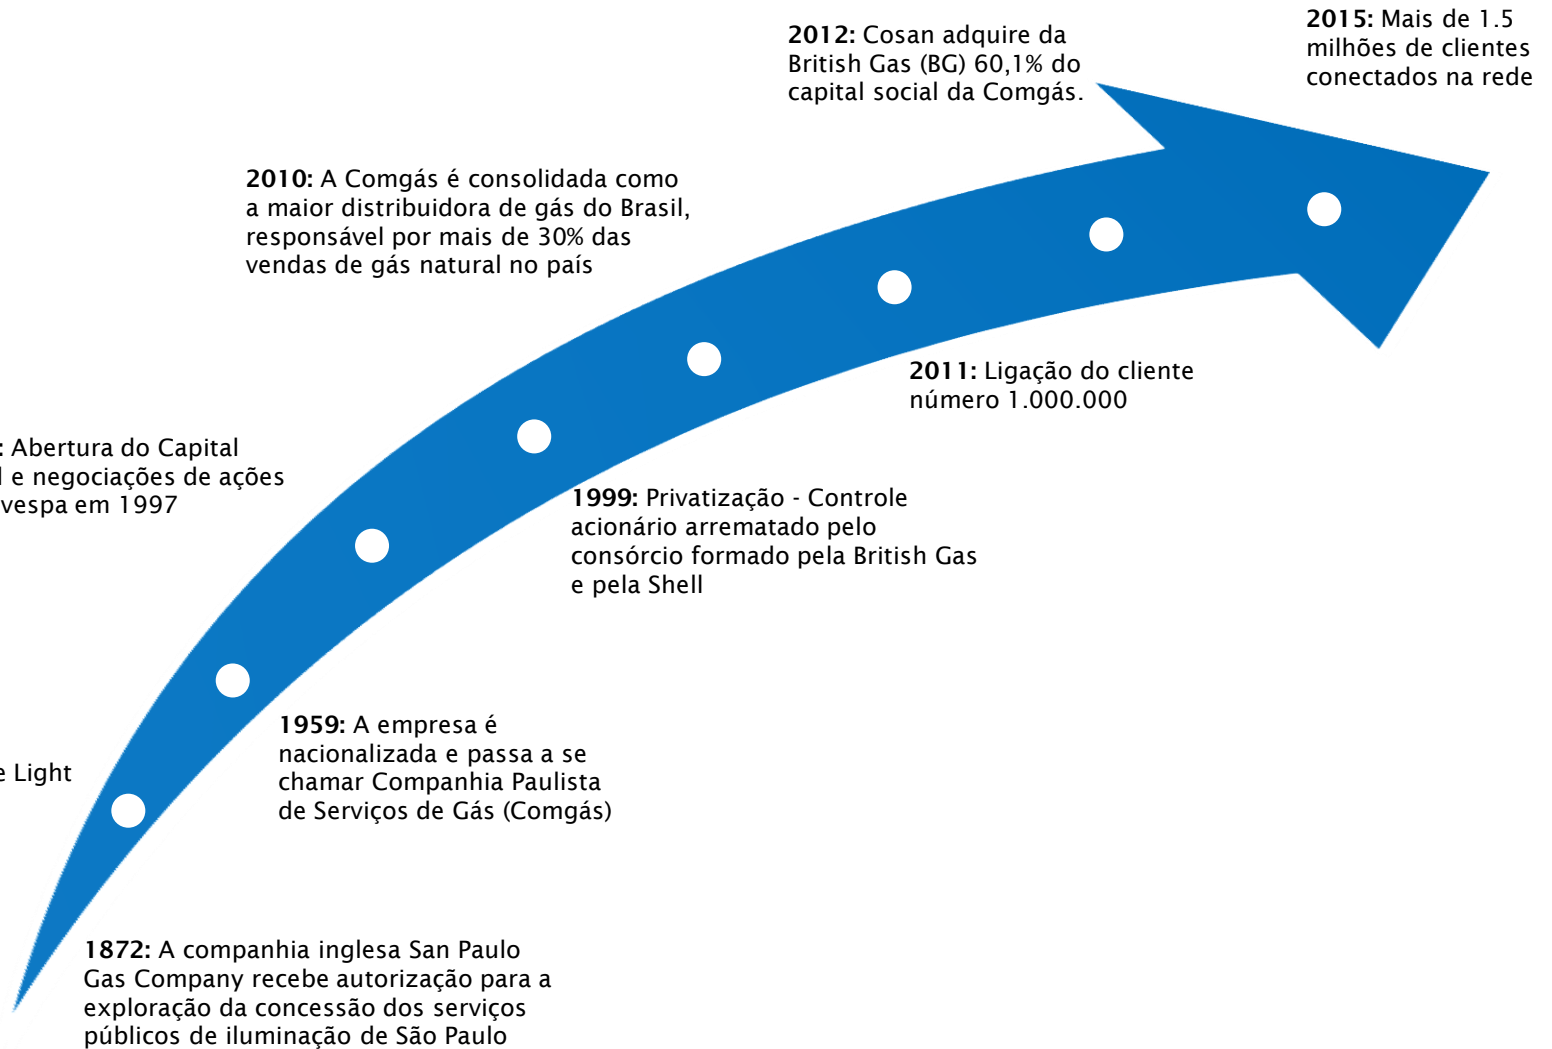 2015: Mais de 1.5
milhões de clientes
conectados na rede
2012: Cosan adquire da
British Gas (BG) 60,1% do
capital social da Comgás.
2010: A Comgás é consolidada como
a maior distribuidora de gás do Brasil,
responsável por mais de 30% das
vendas de gás natural no país
2011: Ligação do cliente
número 1.000.000
: Abertura do Capital
e negociações de ações
vespa em 1997
1999: Privatização - Controle
acionário arrematado pelo
consórcio formado pela British Gas
e pela Shell
1959: A empresa é
nacionalizada e passa a se
chamar Companhia Paulista
de Serviços de Gás (Comgás)
Light
1872: A companhia inglesa San Paulo
Gas Company recebe autorização para a
exploração da concessão dos serviços
públicos de iluminação de São Paulo